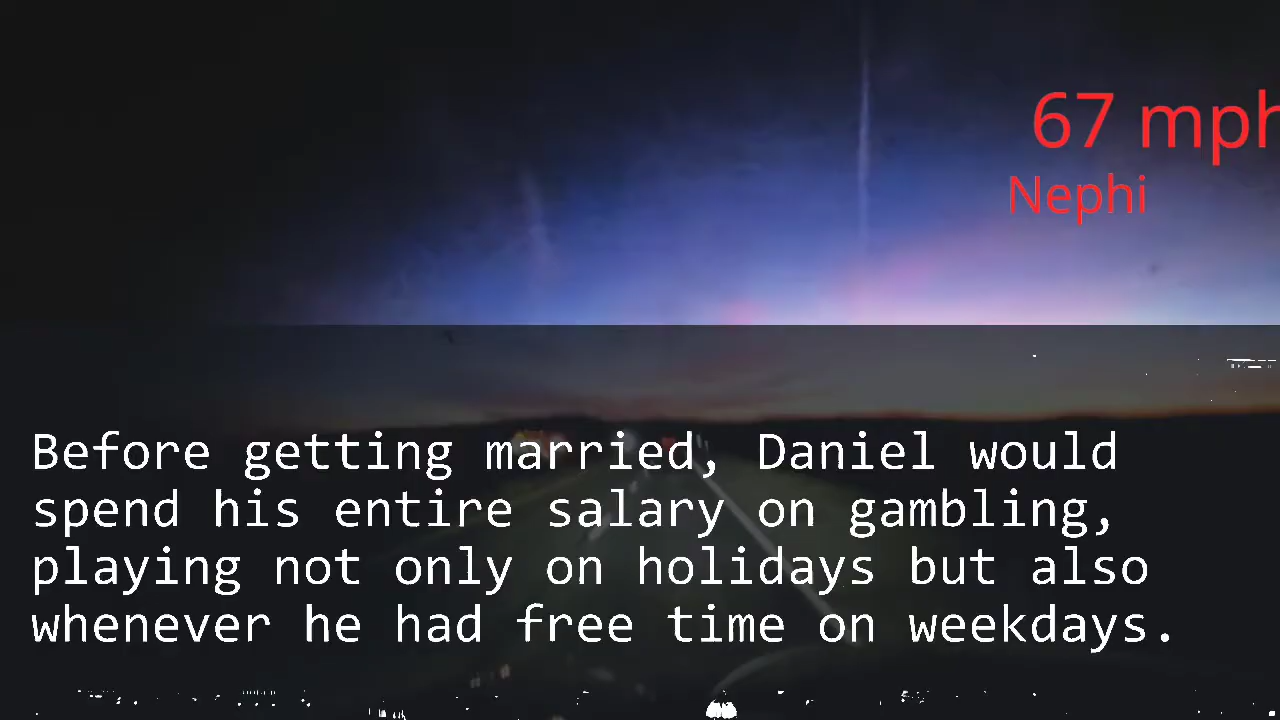 67 mph
Nephi
Before getting married, Daniel would
spend his entire salary on gambling,
playing not only on holidays but also
whenever he had free time on weekdays.